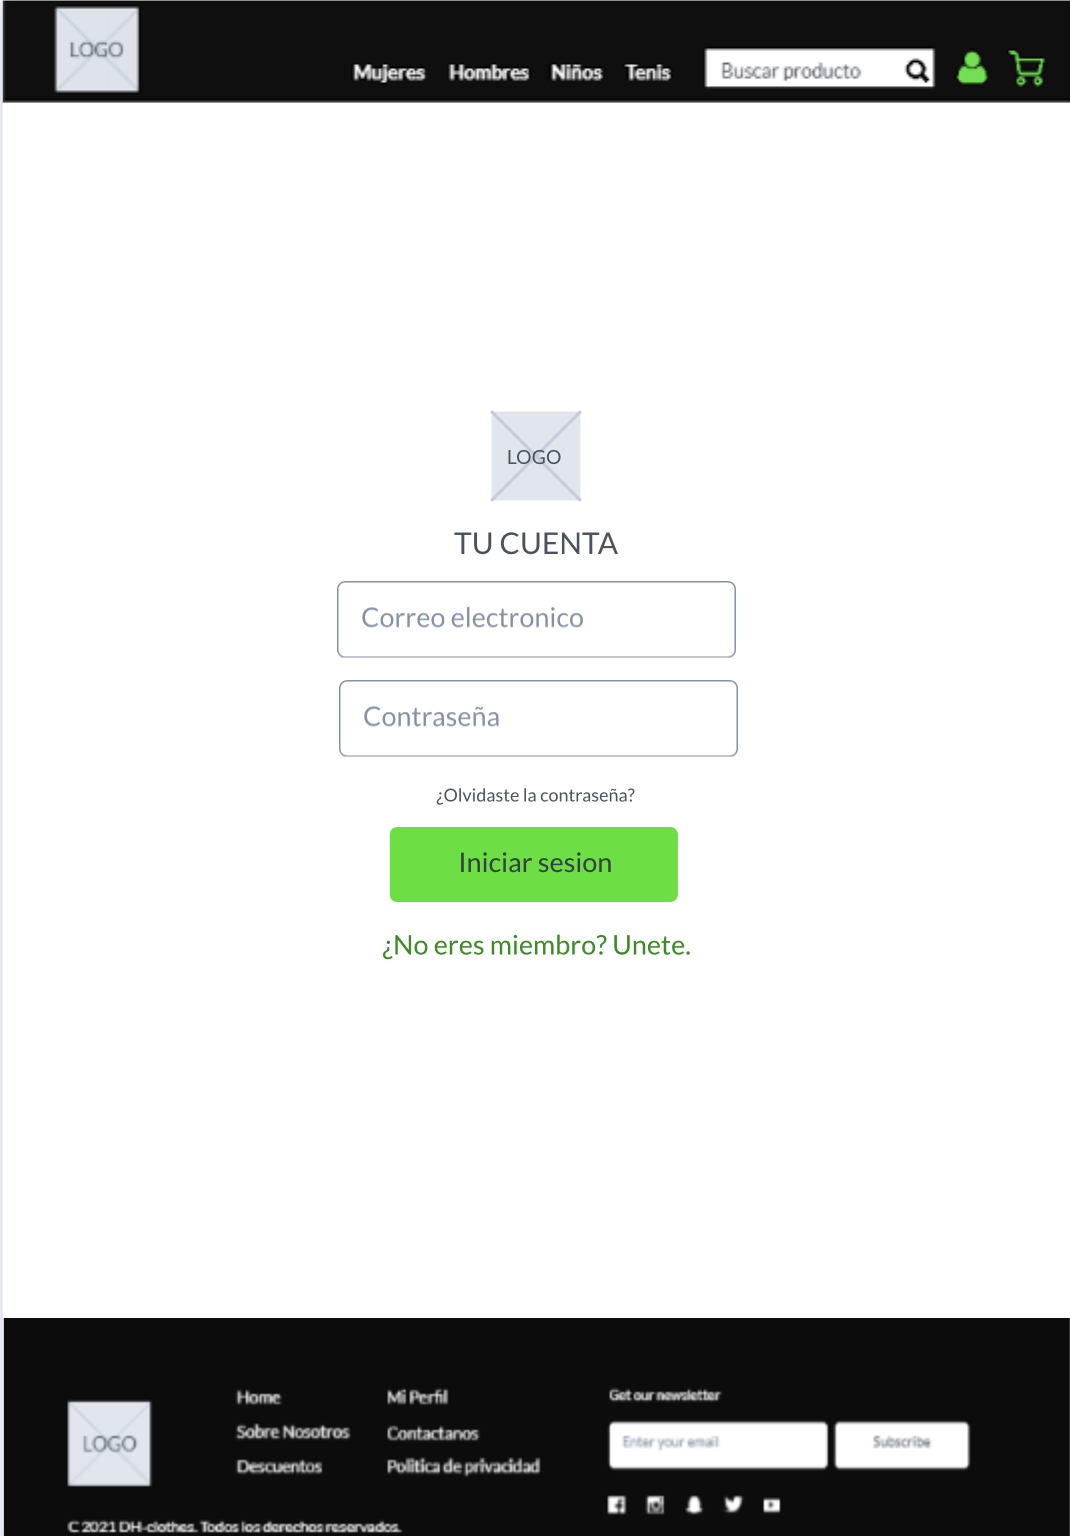 LOGO
Mujeres Hombres Niños Tenis Buscar producto
LOGO
TU CUENTA
Correo electronico
Contraseña
¿Olvidaste la contraseña?
Iniciar sesion
¿No eres miembro? Unete.
LOGO
Home
Sobre Nosotros
Descuentos
Mi Perfil
Contactanos
Politica de privacidad
Get our newsletter
Enter your email Subscribe
C 2021 DH-clothes. Todos los derechos reservados.